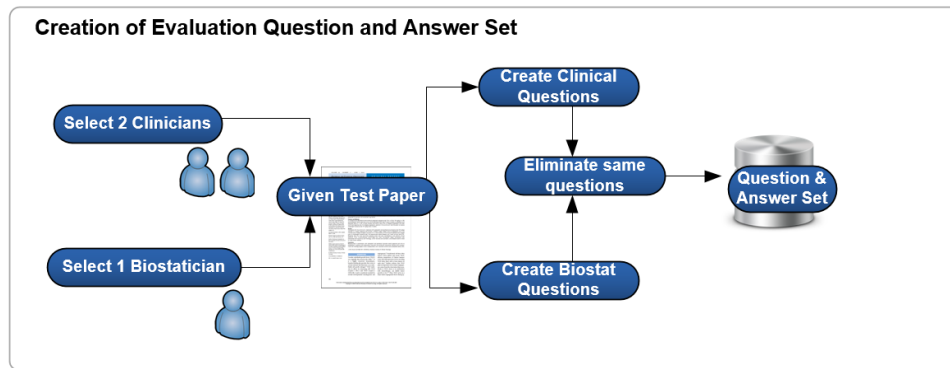 Creation of Evaluation Question and Answer Set
Select 2 Clinicians
Given Test Paper
Select 1 Biostatician
Create Clinical
Questions
Eliminate same
questions
Create Biostat
Questions
Question &
Answer Set